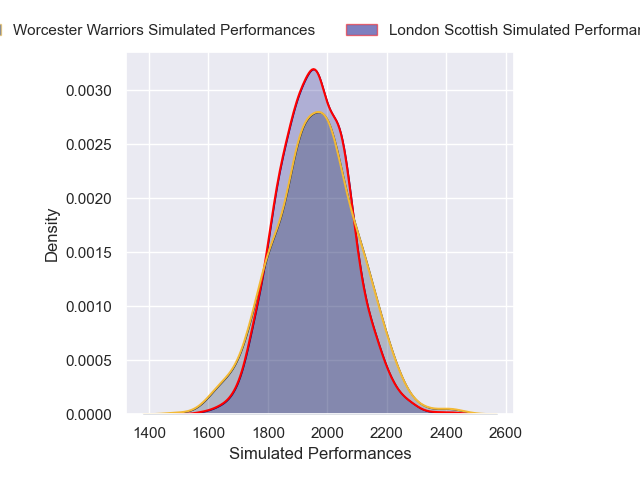 Worcester Warriors Simulated Performances
London Scottish Simulated
0.0030
0.0025
0.0020
0.0015
0.0010
0.0005
0.0000
Density
1400 1600 1800 2000 2200 2400 2600
Simulated Performances